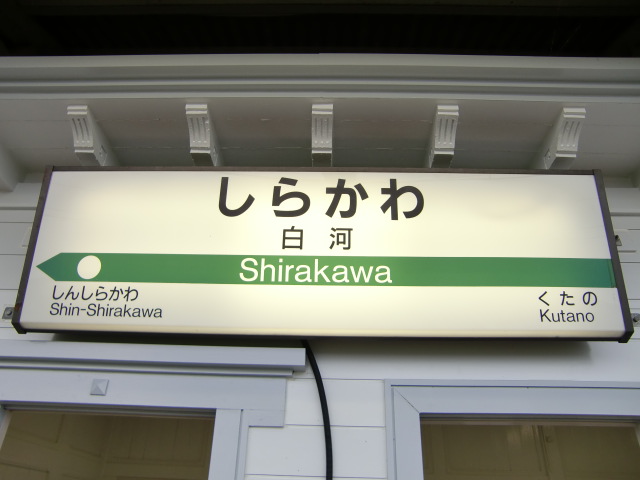 しらかわ
白河
Shirakawa
しんしらかわ
Shin-Shirakawa
くたの
Kutano